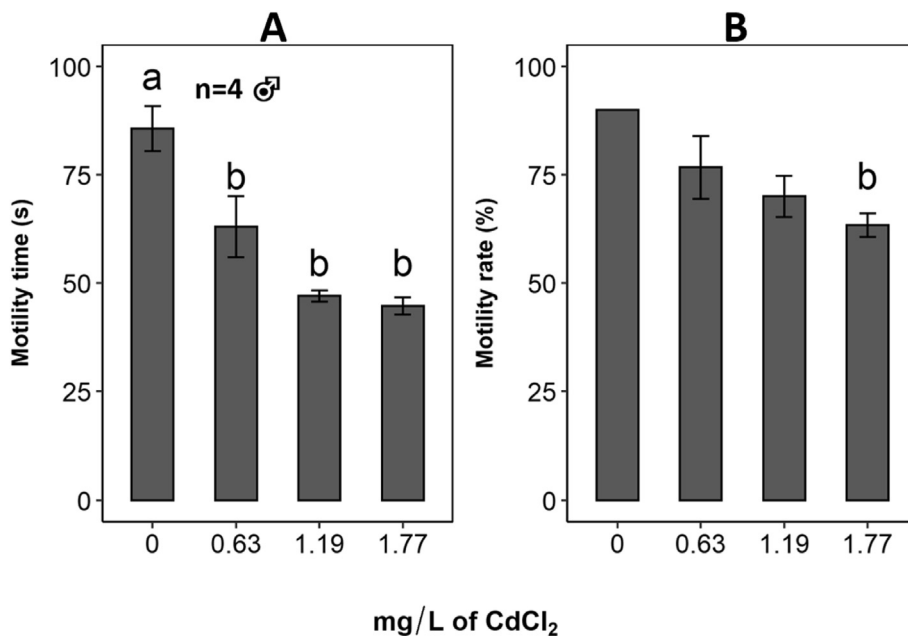 A
Motility time (s)
100
75
50
25
0
a
n=4 ♂
b
b
b
0
0.63
1.19
1.77
B
Motility rate (%)
100
75
50
25
0
b
0
0.63
1.19
1.77
mg/L of CdCl₂